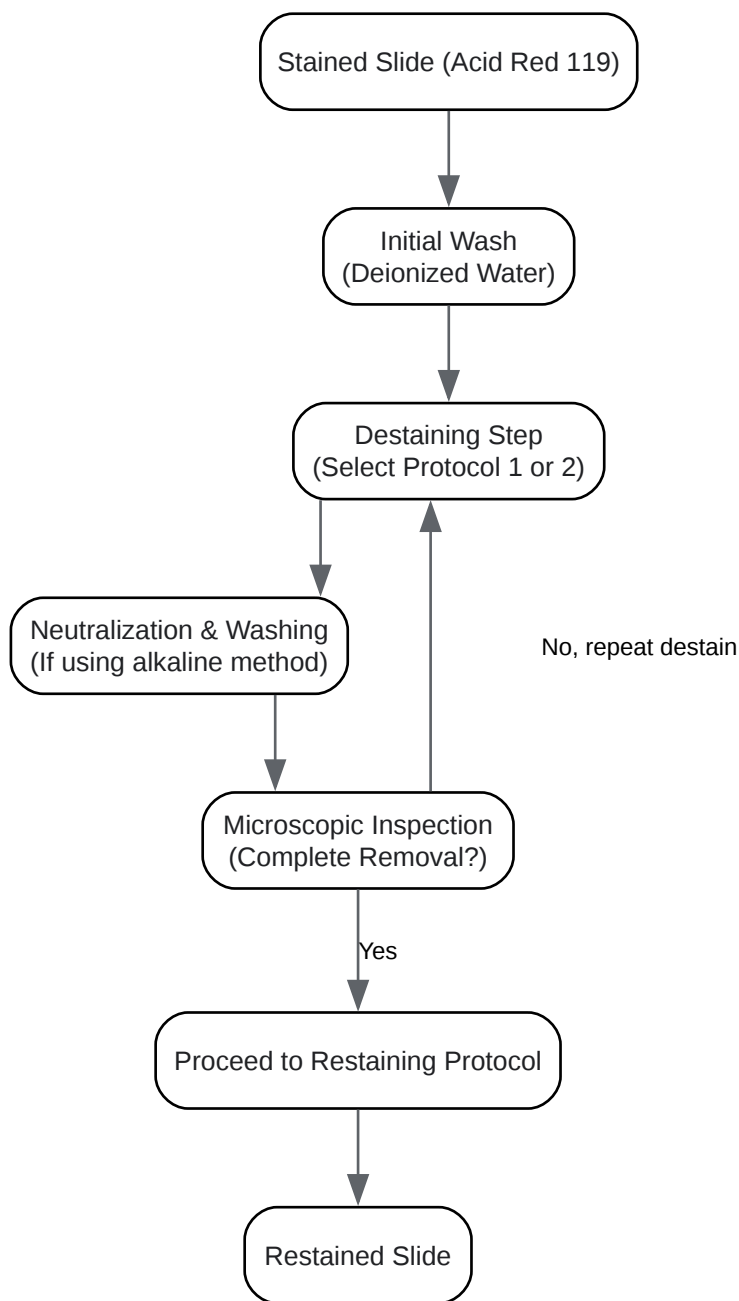 Stained Slide (Acid Red 119)
Initial Wash
(Deionized Water)
Destaining Step
(Select Protocol 1 or 2)
Neutralization & Washing
(If using alkaline method)
No, repeat destain
Microscopic Inspection
(Complete Removal?)
Yes
Proceed to Restaining Protocol
Restained Slide